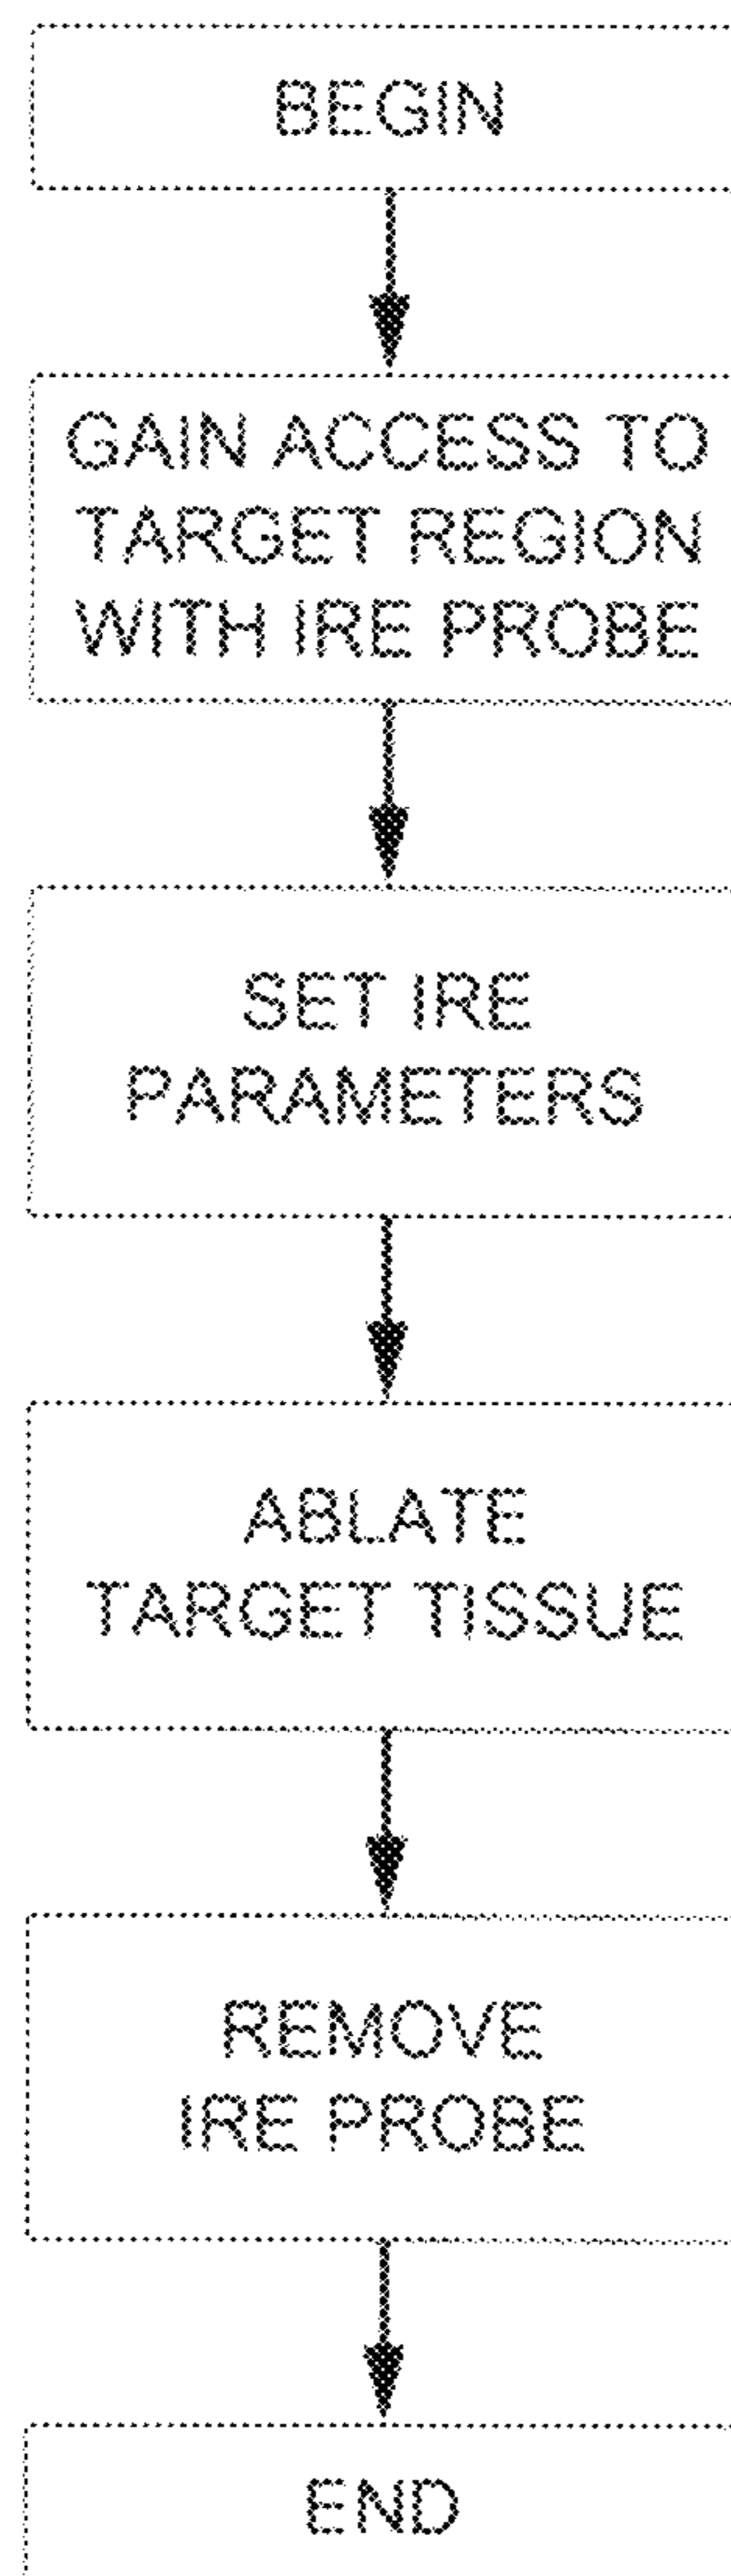 BEGIN
GAIN ACCESS TO
TARGET REGION
WITH IRE PROBE
SET IRE
PARAMETERS
ABLATE
TARGET TISSUE
REMOVE
IRE PROBE
END